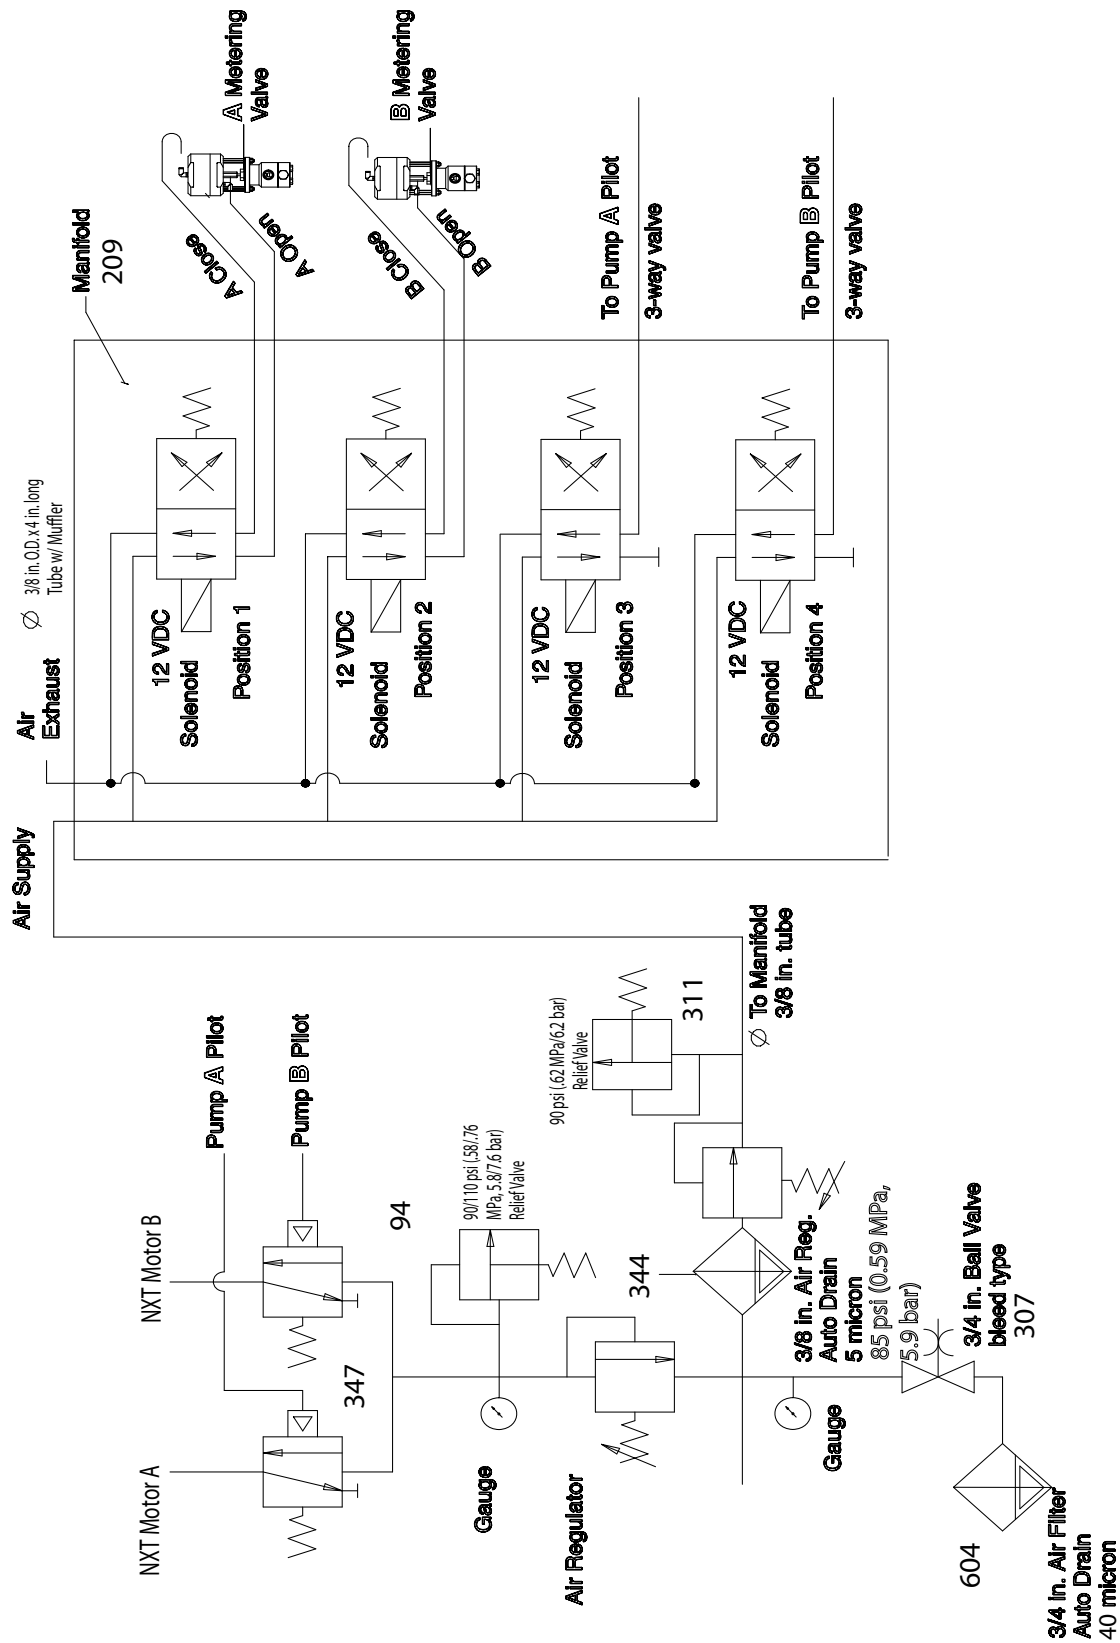 Air Supply
Air
Exhaust
Ø 3/8 in. O.D. x 4 in. long
Tube w/ Muffler
Manifold
209
A Close
A Open
A Metering
Valve
12 VDC
Solenoid
Position 1
B Close
B Open
B Metering
Valve
12 VDC
Solenoid
Position 2
12 VDC
Solenoid
Position 3
To Pump A Pilot
3-way valve
12 VDC
Solenoid
Position 4
To Pump B Pilot
3-way valve
NXT Motor A
NXT Motor B
Pump A Pilot
Pump B Pilot
347
94
Gauge
90/110 psi (.58/.76
MPa, 5.8/7.6 bar)
Relief Valve
90 psi (.62 MPa/6.2 bar)
Relief Valve
311
Ø To Manifold
3/8 in. tube
Air Regulator
344
3/8 in. Air Reg.
Auto Drain
5 micron
85 psi (0.59 MPa,
5.9 bar)
Gauge
3/4 in. Ball Valve
bleed type
307
604
3/4 in. Air Filter
Auto Drain
40 micron